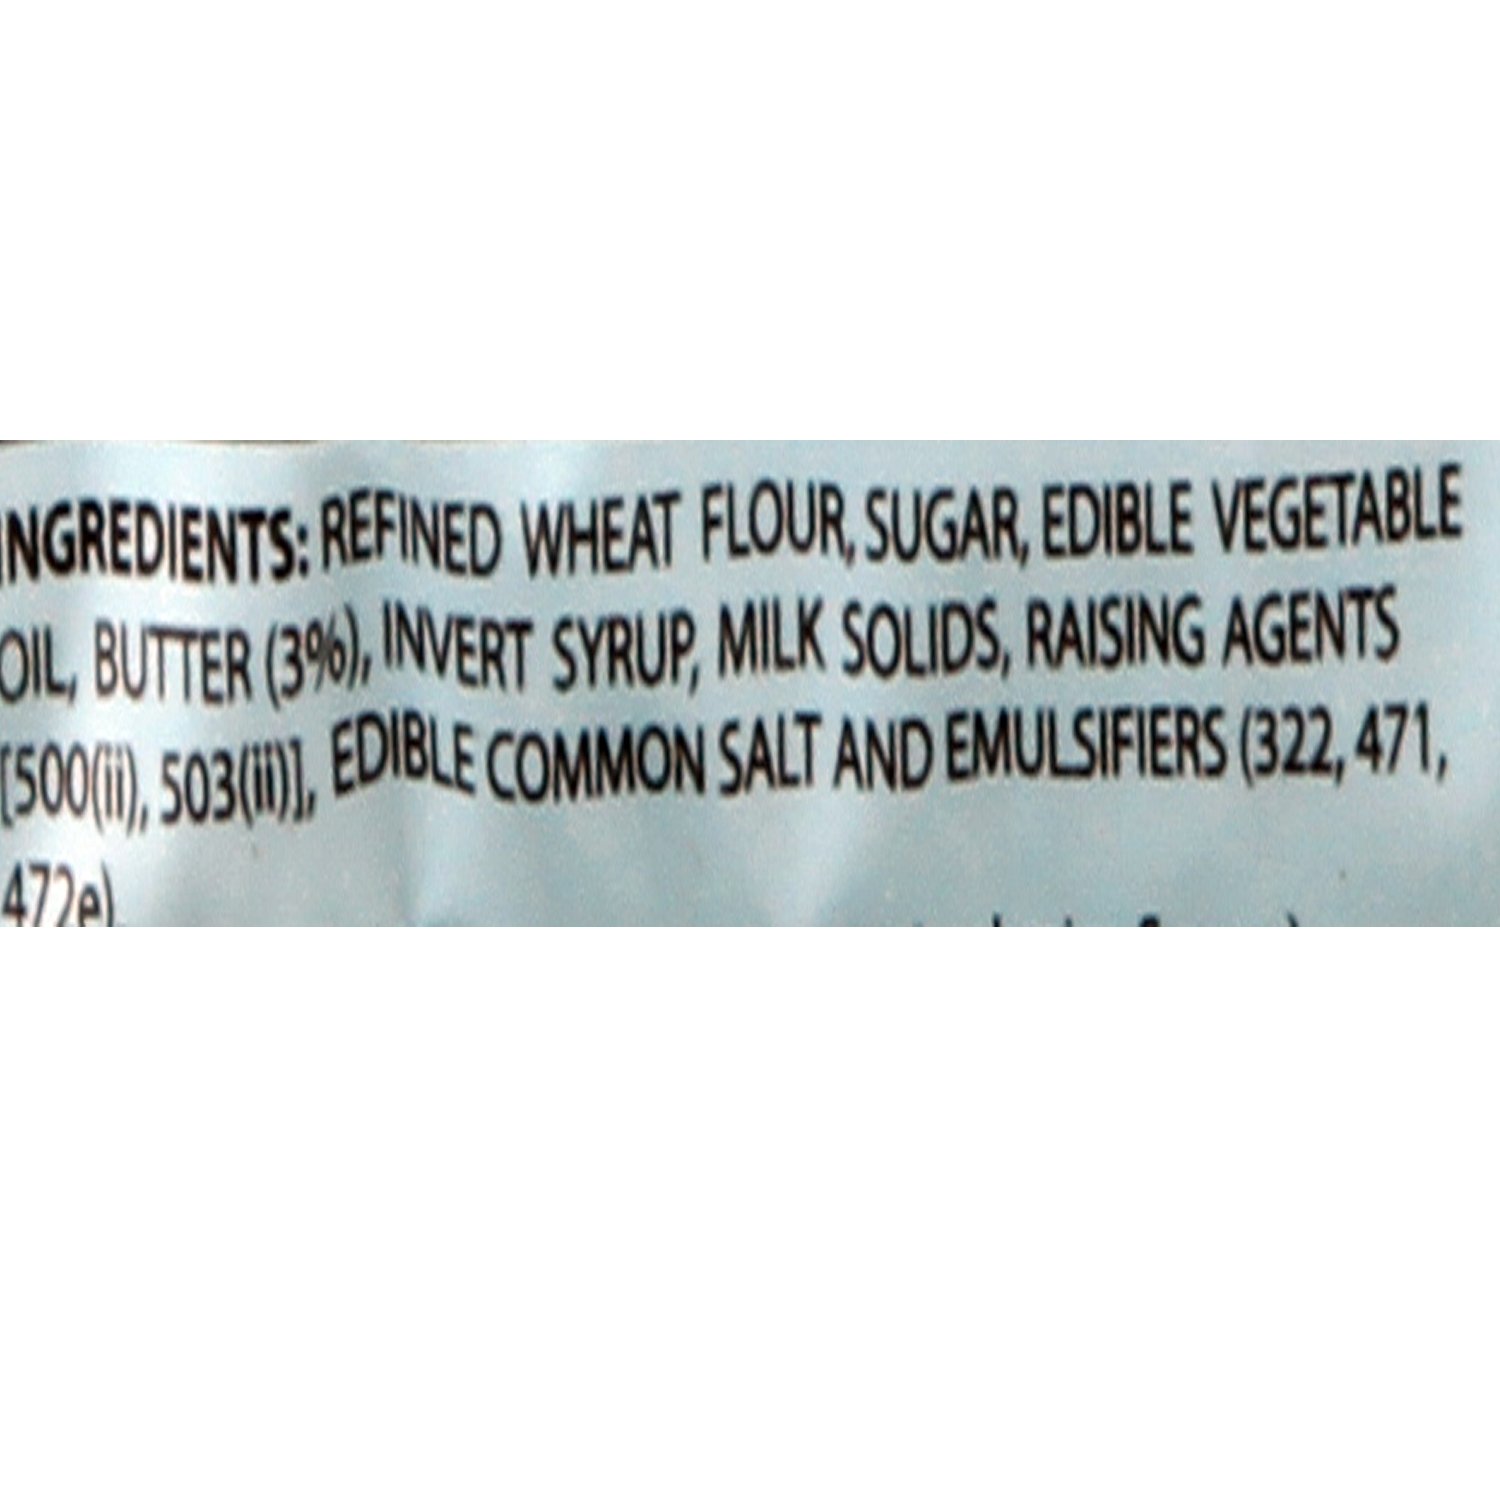 INGREDIENTS: REFINED WHEAT FLOUR, SUGAR, EDIBLE VEGETABLE
OIL, BUTTER (3%), INVERT SYRUP, MILK SOLIDS, RAISING AGENTS
[500(ii), 503(ii)], EDIBLE COMMON SALT AND EMULSIFIERS (322, 471,
472e)